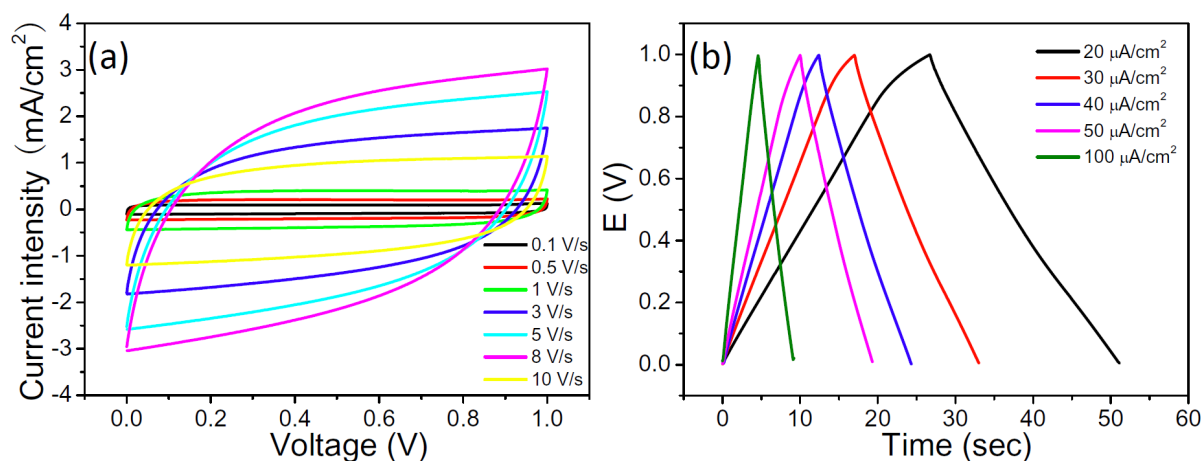 (a)
Current intensity (mA/cm²)
4
3
2
1
0
-1
-2
-3
-4
0.0 0.2 0.4 0.6 0.8 1.0
Voltage (V)
0.1 V/s
0.5 V/s
1 V/s
3 V/s
5 V/s
8 V/s
10 V/s
(b)
E (V)
1.0
0.8
0.6
0.4
0.2
0.0
0 10 20 30 40 50 60
Time (sec)
20 μA/cm²
30 μA/cm²
40 μA/cm²
50 μA/cm²
100 μA/cm²